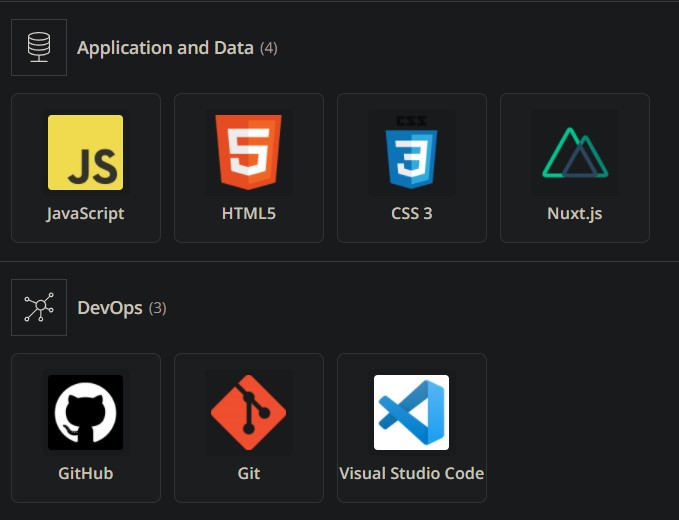 Application and Data (4)
JS
5
CSS
3
JavaScript
HTML5
CSS 3
Nuxt.js
DevOps (3)
GitHub
Git
Visual Studio Code